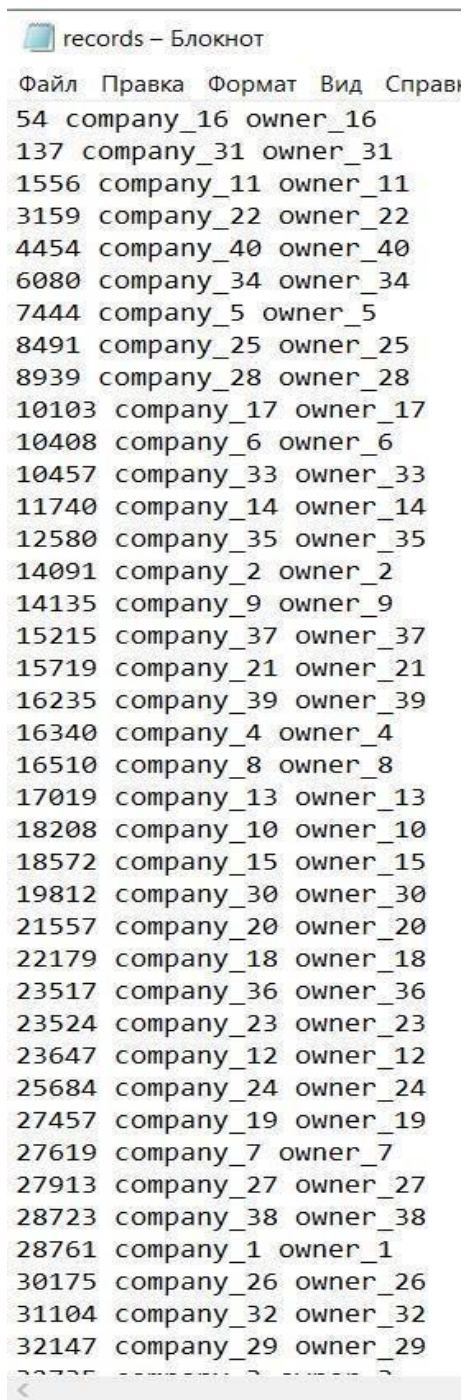 records – Блокнот
Файл Правка Формат Вид
54 company_16 owner_16
137 company_31 owner_31
1556 company_11 owner_11
3159 company_22 owner_22
4454 company_40 owner_40
6080 company_34 owner_34
7444 company_5 owner_5
8491 company_25 owner_25
8939 company_28 owner_28
10103 company_17 owner_17
10408 company_6 owner_6
10457 company_33 owner_33
11740 company_14 owner_14
12580 company_35 owner_35
14091 company_2 owner_2
14135 company_9 owner_9
15215 company_37 owner_37
15719 company_21 owner_21
16235 company_39 owner_39
16340 company_4 owner_4
16510 company_8 owner_8
17019 company_13 owner_13
18208 company_10 owner_10
18572 company_15 owner_15
19812 company_30 owner_30
21557 company_20 owner_20
22179 company_18 owner_18
23517 company_36 owner_36
23524 company_23 owner_23
23647 company_12 owner_12
25684 company_24 owner_24
27457 company_19 owner_19
27619 company_7 owner_7
27913 company_27 owner_27
28723 company_38 owner_38
28761 company_1 owner_1
30175 company_26 owner_26
31104 company_32 owner_32
32147 company_29 owner_29